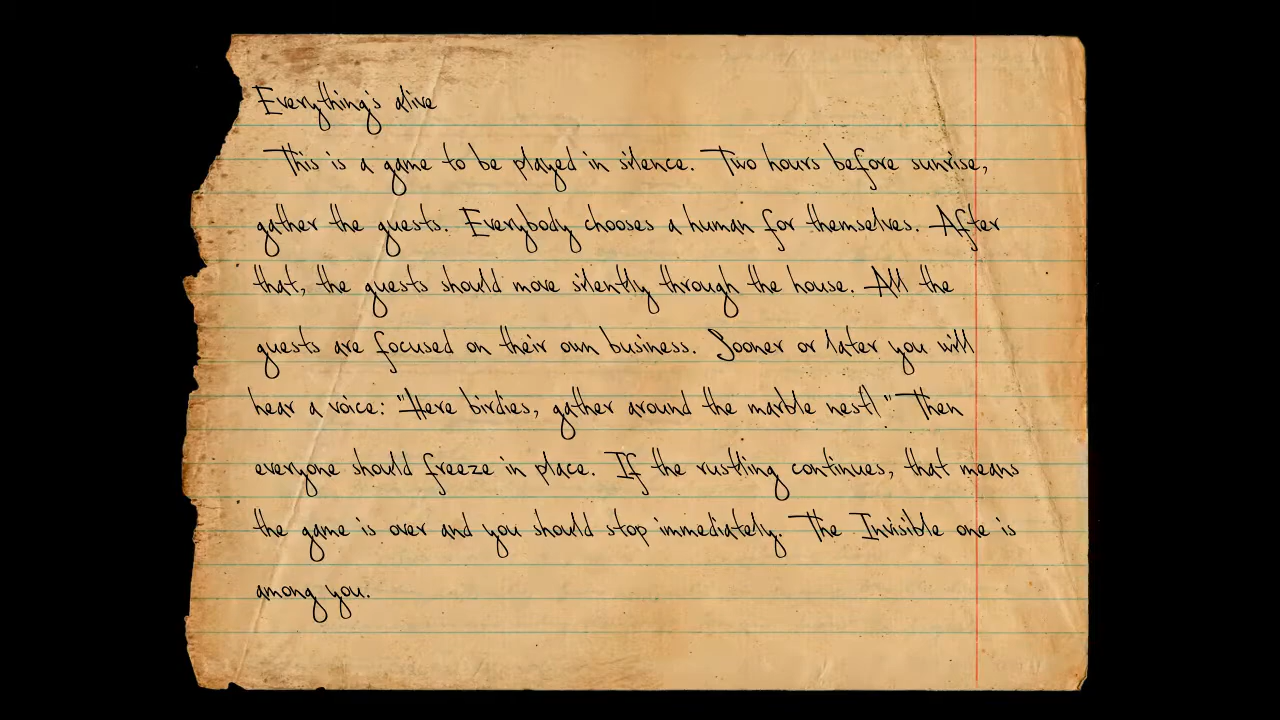 Everything's alive
This is a game to be played in silence. Two hours before sunrise,
gather the guests. Everybody chooses a human for themselves. After
that, the guests should move silently through the house. All the
guests are focused on their own business. Sooner or later you will
hear a voice: "Here birdies, gather around the marble nest!" Then
everyone should freeze in place. If the rustling continues, that means
the game is over and you should stop immediately. The Invisible one is
among you.